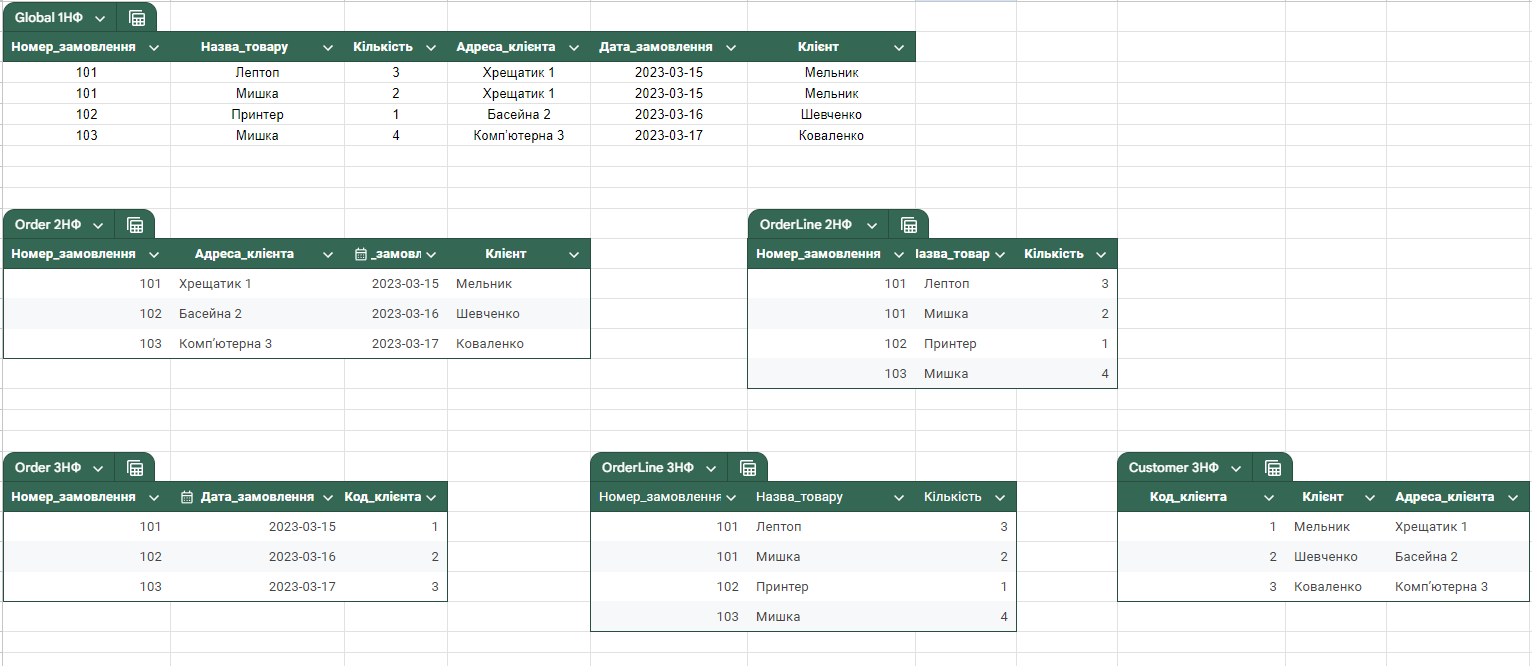 Global 1НФ
Номер_замовлення Назва_товару Кількість Адреса_клієнта Дата_замовлення Клієнт
101 Лептоп 3 Хрещатик 1 2023-03-15 Мельник
101 Мишка 2 Хрещатик 1 2023-03-15 Мельник
102 Принтер 1 Басейна 2 2023-03-16 Шевченко
103 Мишка 4 Комп'ютерна 3 2023-03-17 Коваленко
Order 2НФ OrderLine 2НФ
Номер_замовлення Адреса_клієнта _замовл Клієнт Номер_замовлення Назва_товар Кількість
101 Хрещатик 1 2023-03-15 Мельник 101 Лептоп 3
102 Басейна 2 2023-03-16 Шевченко 101 Мишка 2
103 Комп'ютерна 3 2023-03-17 Коваленко 102 Принтер 1
103 Мишка 4
Order 3НФ OrderLine 3НФ Customer 3НФ
Номер_замовлення Дата_замовлення Код_клієнта Номер_замовлення Назва_товару Кількість Код_клієнта Клієнт Адреса_клієнта
101 2023-03-15 1 101 Лептоп 3 1 Мельник Хрещатик 1
102 2023-03-16 2 101 Мишка 2 2 Шевченко Басейна 2
103 2023-03-17 3 102 Принтер 1 3 Коваленко Комп'ютерна 3
103 Мишка 4